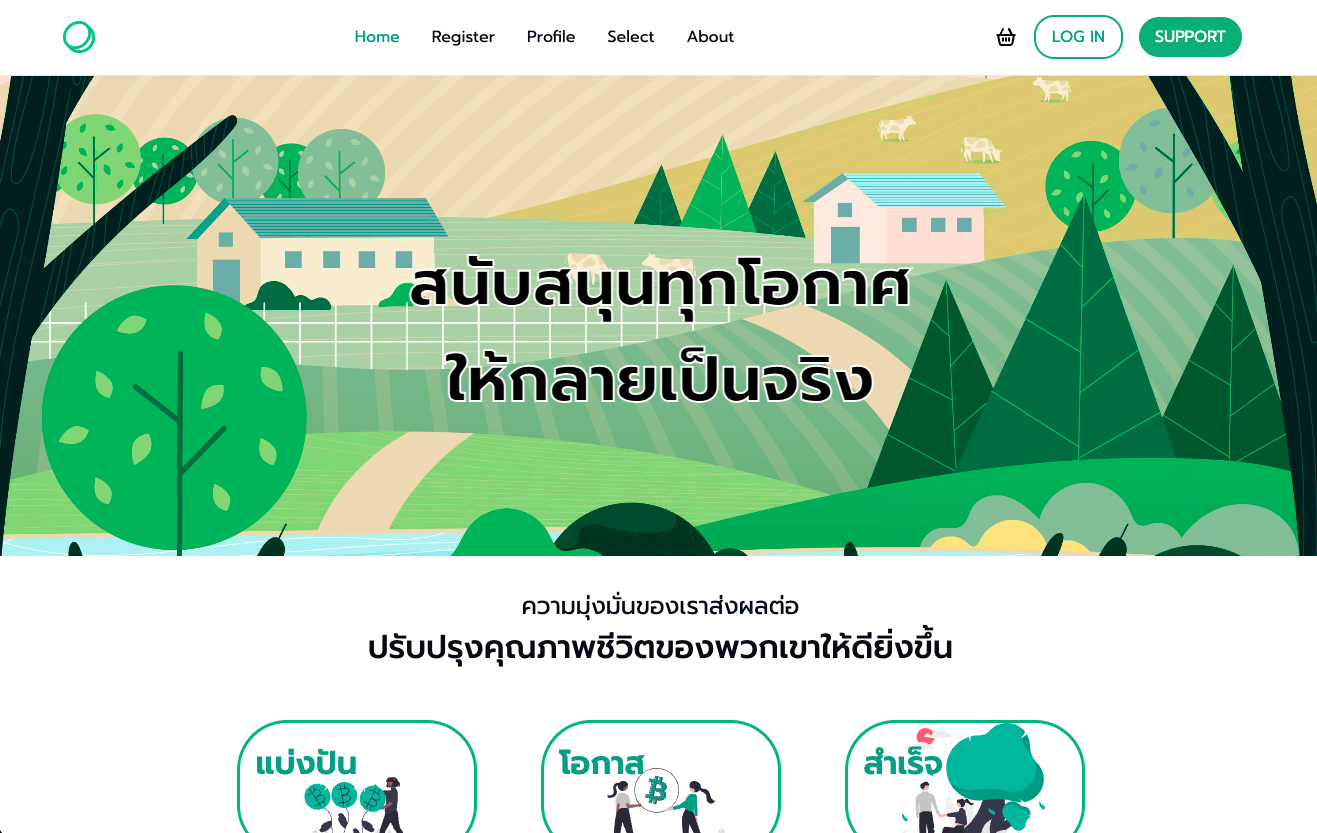 Home Register Profile Select About LOG IN SUPPORT
สนับสนุนทุกโอกาศ
ให้กลายเป็นจริง
ความมุ่งมั่นของเราส่งผลต่อ
ปรับปรุงคุณภาพชีวิตของพวกเขาให้ดียิ่งขึ้น
แบ่งปัน โอกาส สำเร็จ